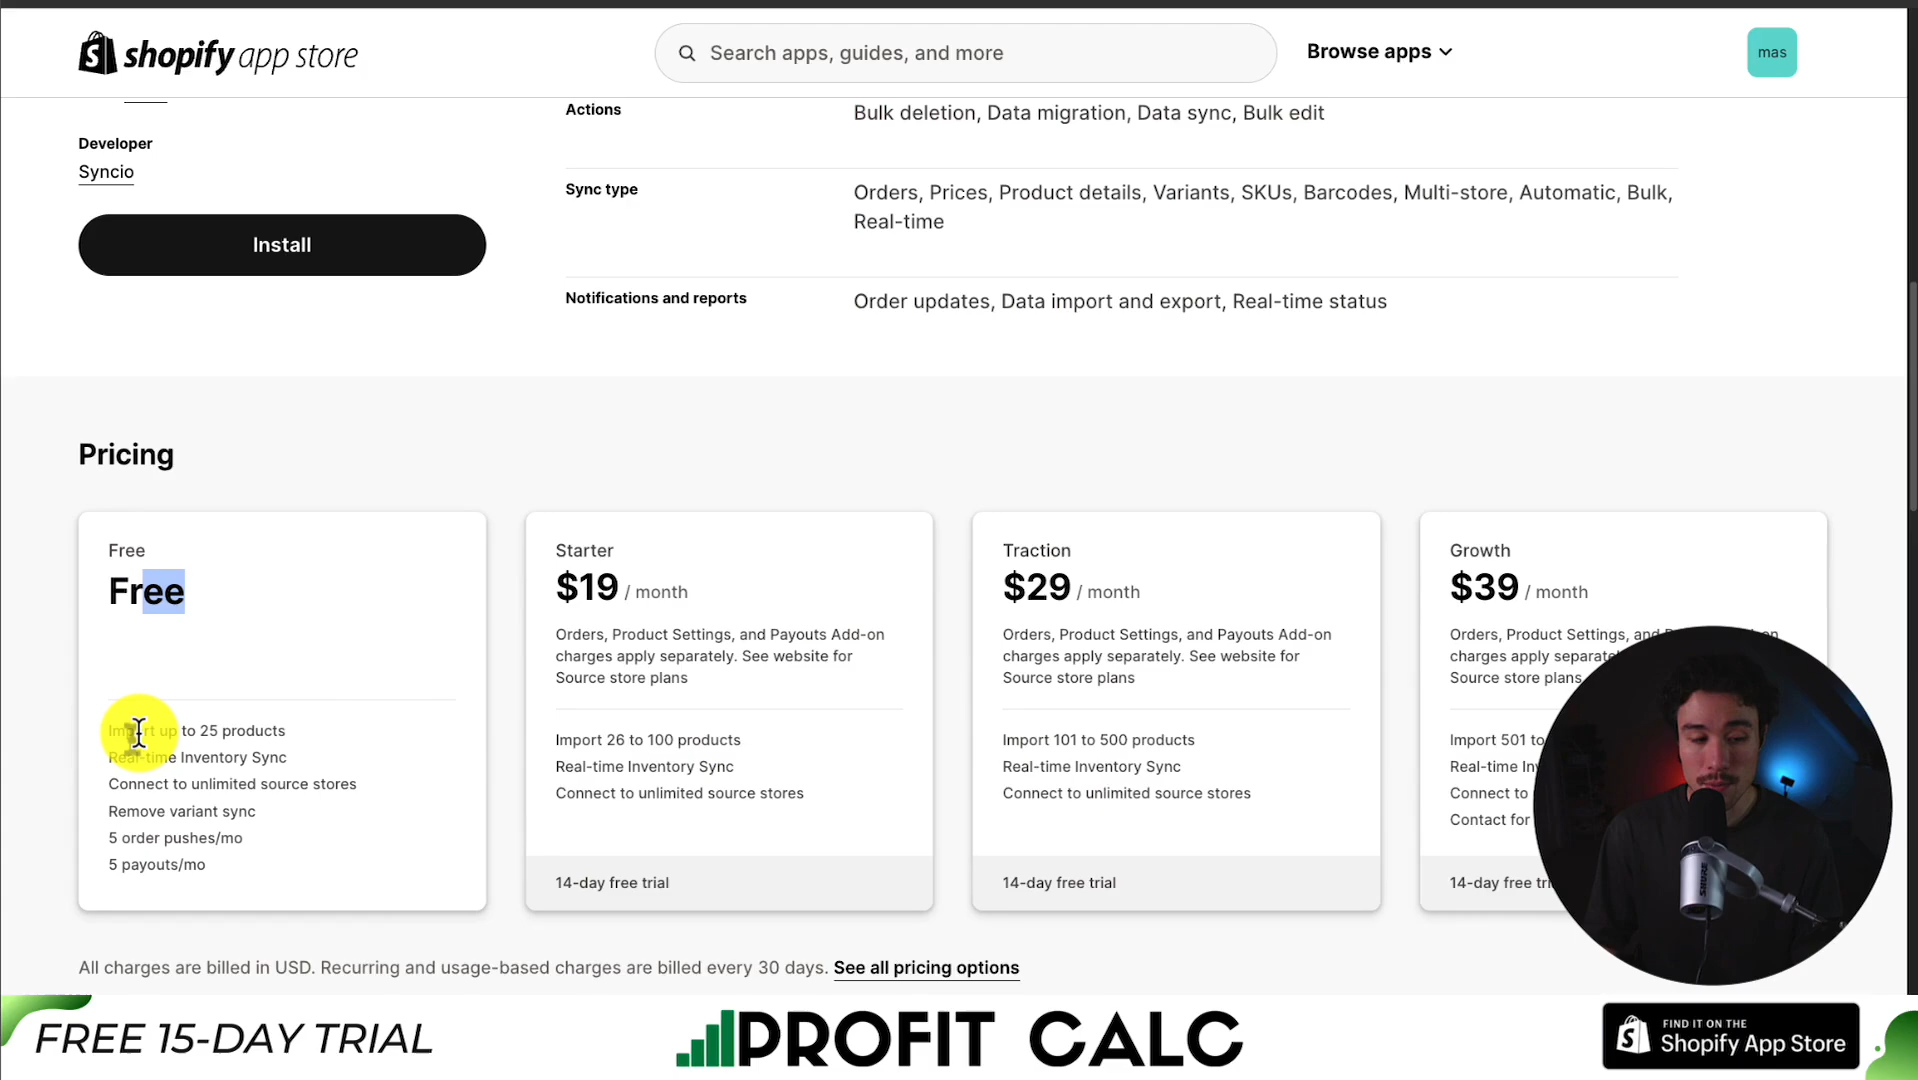 shopify app store
Search apps, guides, and more
Browse apps
mas
Developer
Syncio
Install
Actions
Bulk deletion, Data migration, Data sync, Bulk edit
Sync type
Orders, Prices, Product details, Variants, SKUs, Barcodes, Multi-store, Automatic, Bulk,
Real-time
Notifications and reports
Order updates, Data import and export, Real-time status
Pricing
Free
Free
Import up to 25 products
Real-time Inventory Sync
Connect to unlimited source stores
Remove variant sync
5 order pushes/mo
5 payouts/mo
Starter
$19 / month
Orders, Product Settings, and Payouts Add-on
charges apply separately. See website for
Source store plans
Import 26 to 100 products
Real-time Inventory Sync
Connect to unlimited source stores
14-day free trial
Traction
$29 / month
Orders, Product Settings, and Payouts Add-on
charges apply separately. See website for
Source store plans
Import 101 to 500 products
Real-time Inventory Sync
Connect to unlimited source stores
14-day free trial
Growth
$39 / month
Orders, Product Settings, and
charges apply
Source store plans
Import 501 to
Real-time
Connect to
Contact for
14-day free
All charges are billed in USD. Recurring and usage-based charges are billed every 30 days. See all pricing options
FREE 15-DAY TRIAL
PROFIT CALC
FIND IT ON THE
Shopify App Store